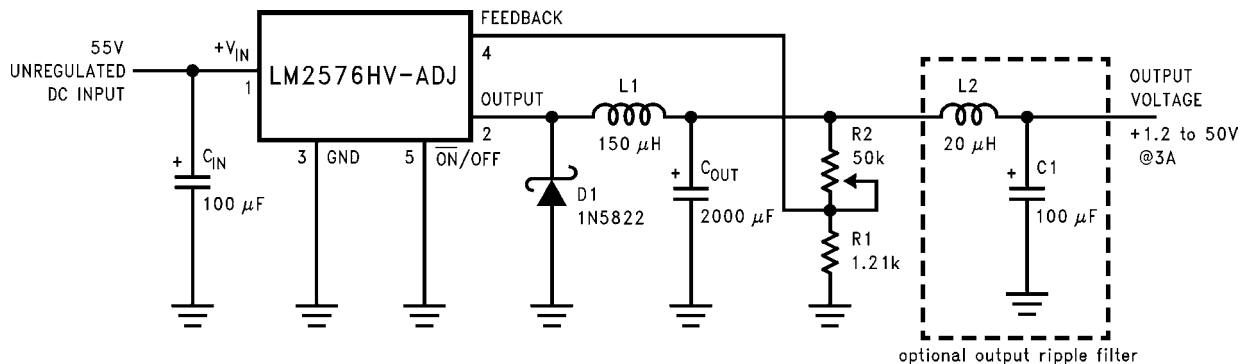 FEEDBACK
55V
UNREGULATED
DC INPUT
+VIN
1
LM2576HV-ADJ
4
OUTPUT
2
3 GND
5 ON/OFF
CIN
+
100 μF
D1
1N5822
L1
150 μH
+
COUT
2000 μF
R2
50k
R1
1.21k
L2
20 μH
+
C1
100 μF
OUTPUT
VOLTAGE
+1.2 to 50V
@3A
optional output ripple filter